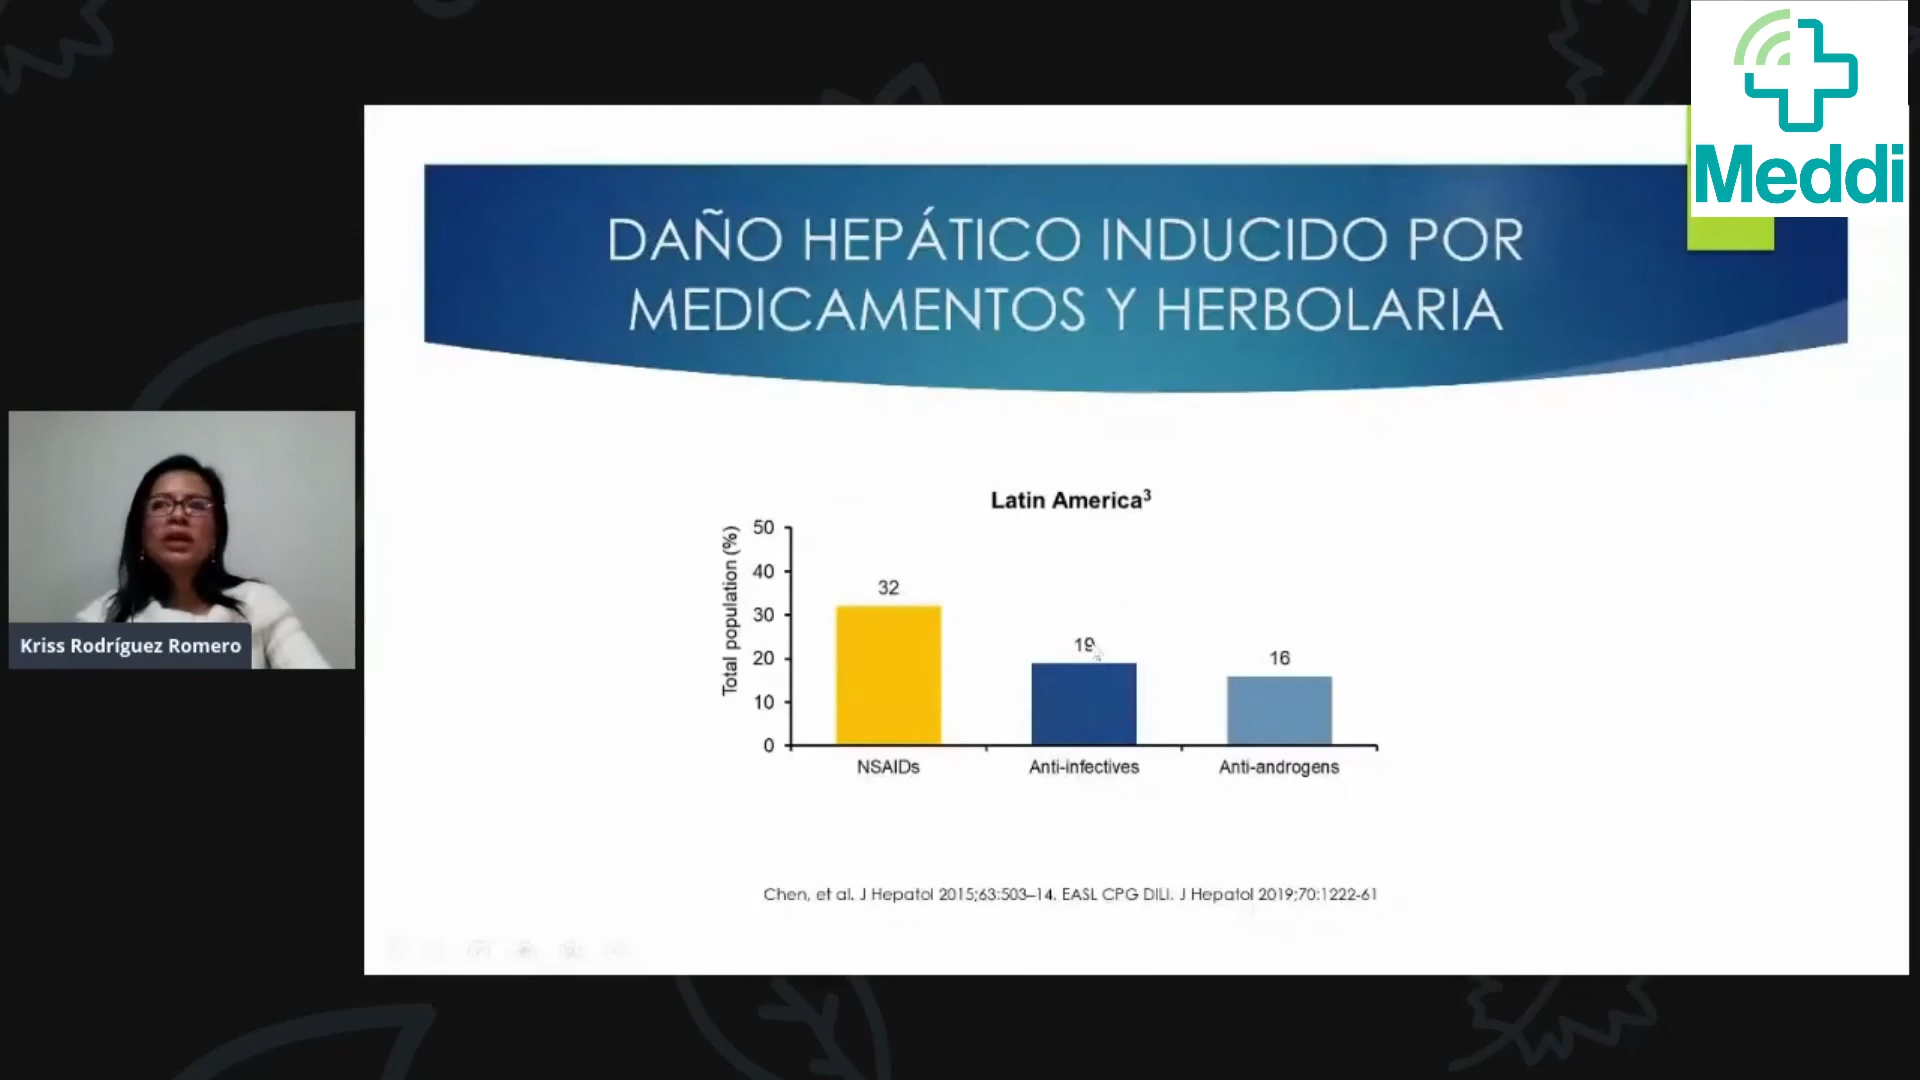 Meddi
DAÑO HEPÁTICO INDUCIDO POR
MEDICAMENTOS Y HERBOLARIA
Latin America³
Total population (%)
50
40
30
20
10
0
32
19
16
NSAIDs
Anti-infectives
Anti-androgens
Chen, et al. J Hepatol 2015;63:503–14. EASL CPG DILI. J Hepatol 2019;70:1222-61
Kriss Rodríguez Romero